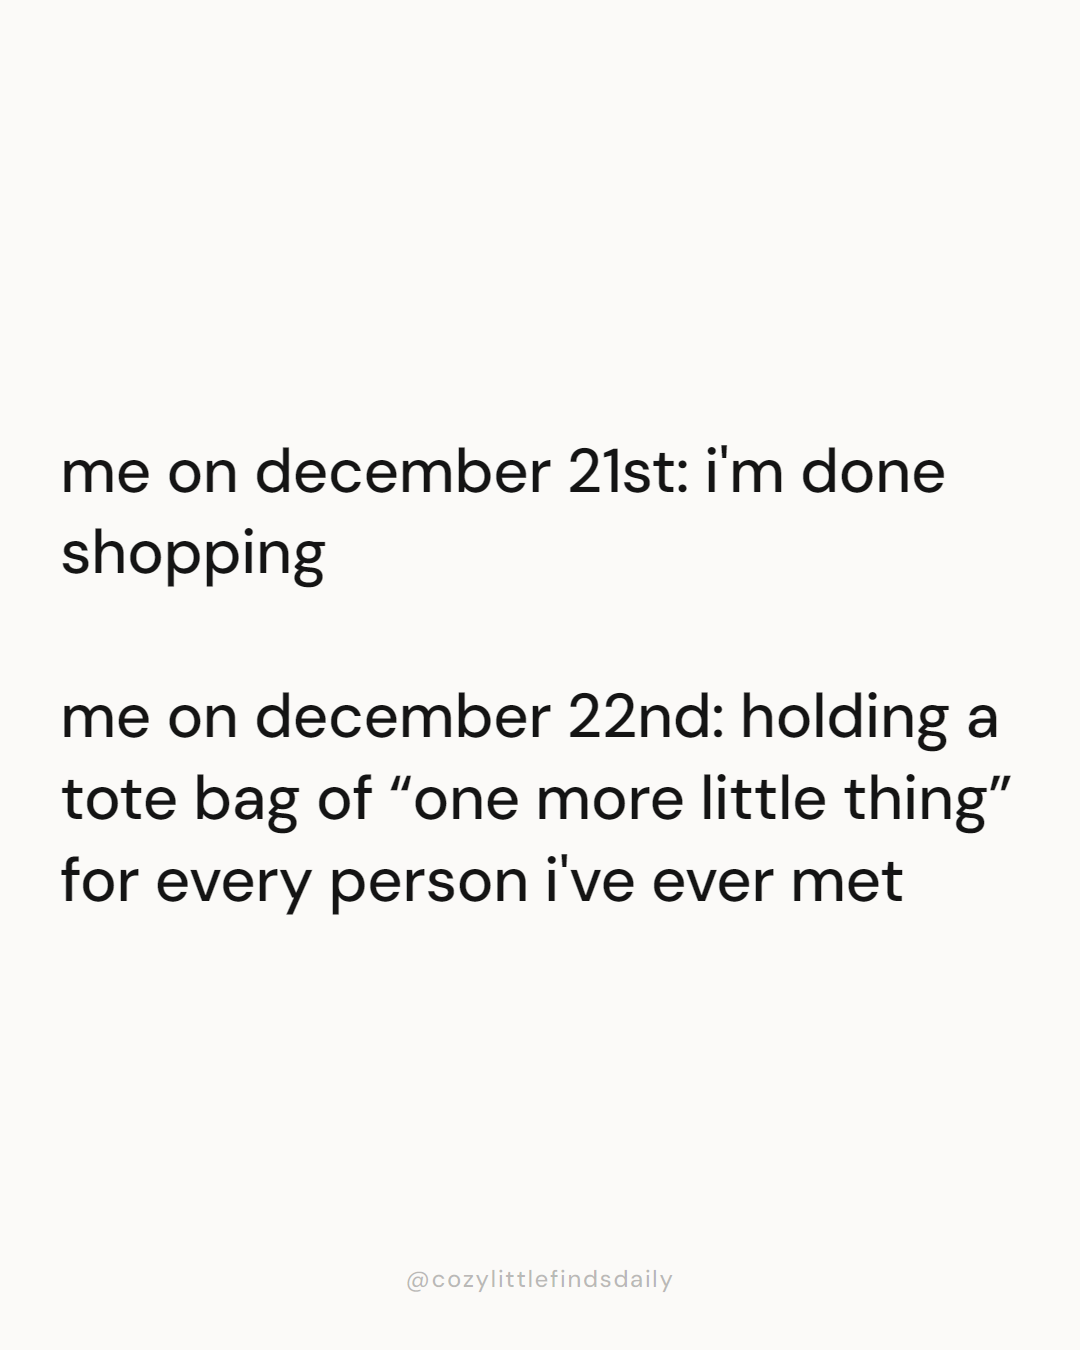 me on december 21st: i'm done
shopping
me on december 22nd: holding a
tote bag of “one more little thing”
for every person i've ever met
@cozylittlefindsdaily